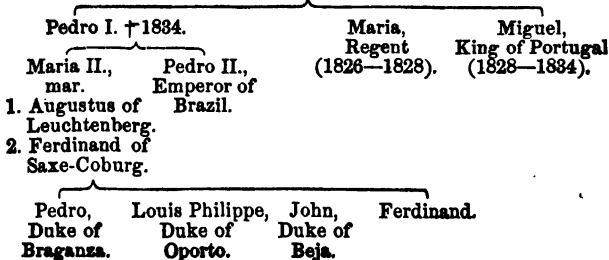 Pedro I. †1834.
Maria,
Regent
(1826—1828).
Miguel,
King of Portugal
(1828—1834).
Maria II.,
mar.
1. Augustus of
Leuchtenberg.
2. Ferdinand of
Saxe-Coburg.
Pedro II.,
Emperor of
Brazil.
Pedro,
Duke of
Braganza.
Louis Philippe,
Duke of
Oporto.
John,
Duke of
Beja.
Ferdinand.